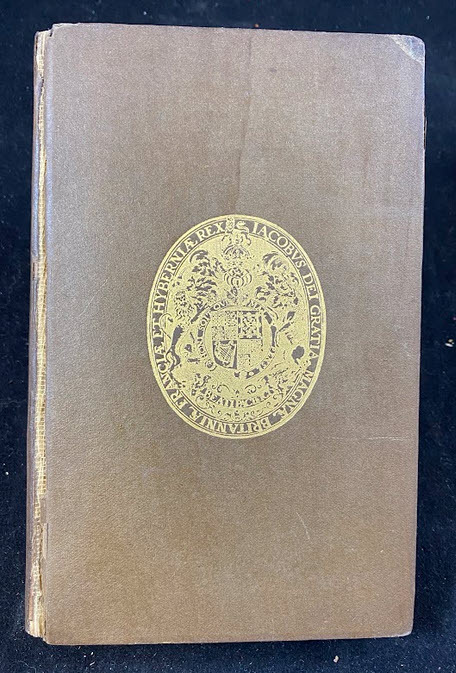 IACOBVS DEI GRATIA MAGNÆ BRITANNIÆ FRANCIÆ ET HYBERNIÆ REX